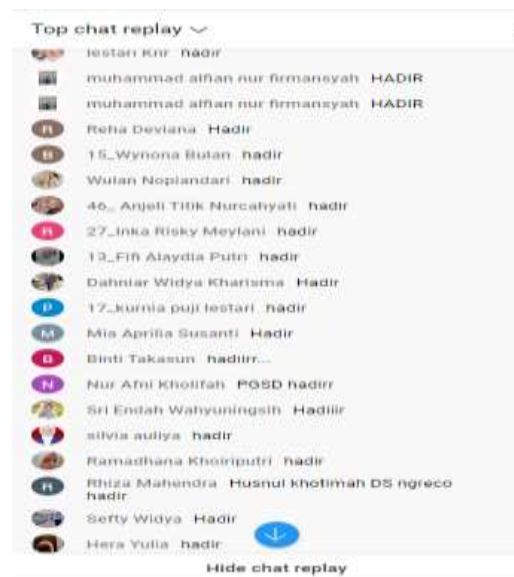 Top chat replay
lestari Knr hadir
muhammad alfian nur firmansyah HADIR
muhammad alfian nur firmansyah HADIR
R Reha Deviana Hadir
B 15_Wynona Bulan hadir
Wulan Noplandari hadir
46_ Anjeli Titik Nurcahyati hadir
R 27_Inka Risky Meylani hadir
13_Fifi Alaydia Putri hadir
Dahniar Widya Kharisma Hadir
P 17_kurnia puji lestari hadir
M Mia Aprilia Susanti Hadir
B Binti Takasun hadiirr...
N Nur Afni Kholifah PGSD hadirr
Sri Endah Wahyuningsih Hadiiir
silvia auliya hadir
Ramadhana Khoiriputri hadir
R Rhiza Mahendra Husnul khotimah DS ngreco
hadir
Sefty Widya Hadir
Hera Yulia hadir
Hide chat replay